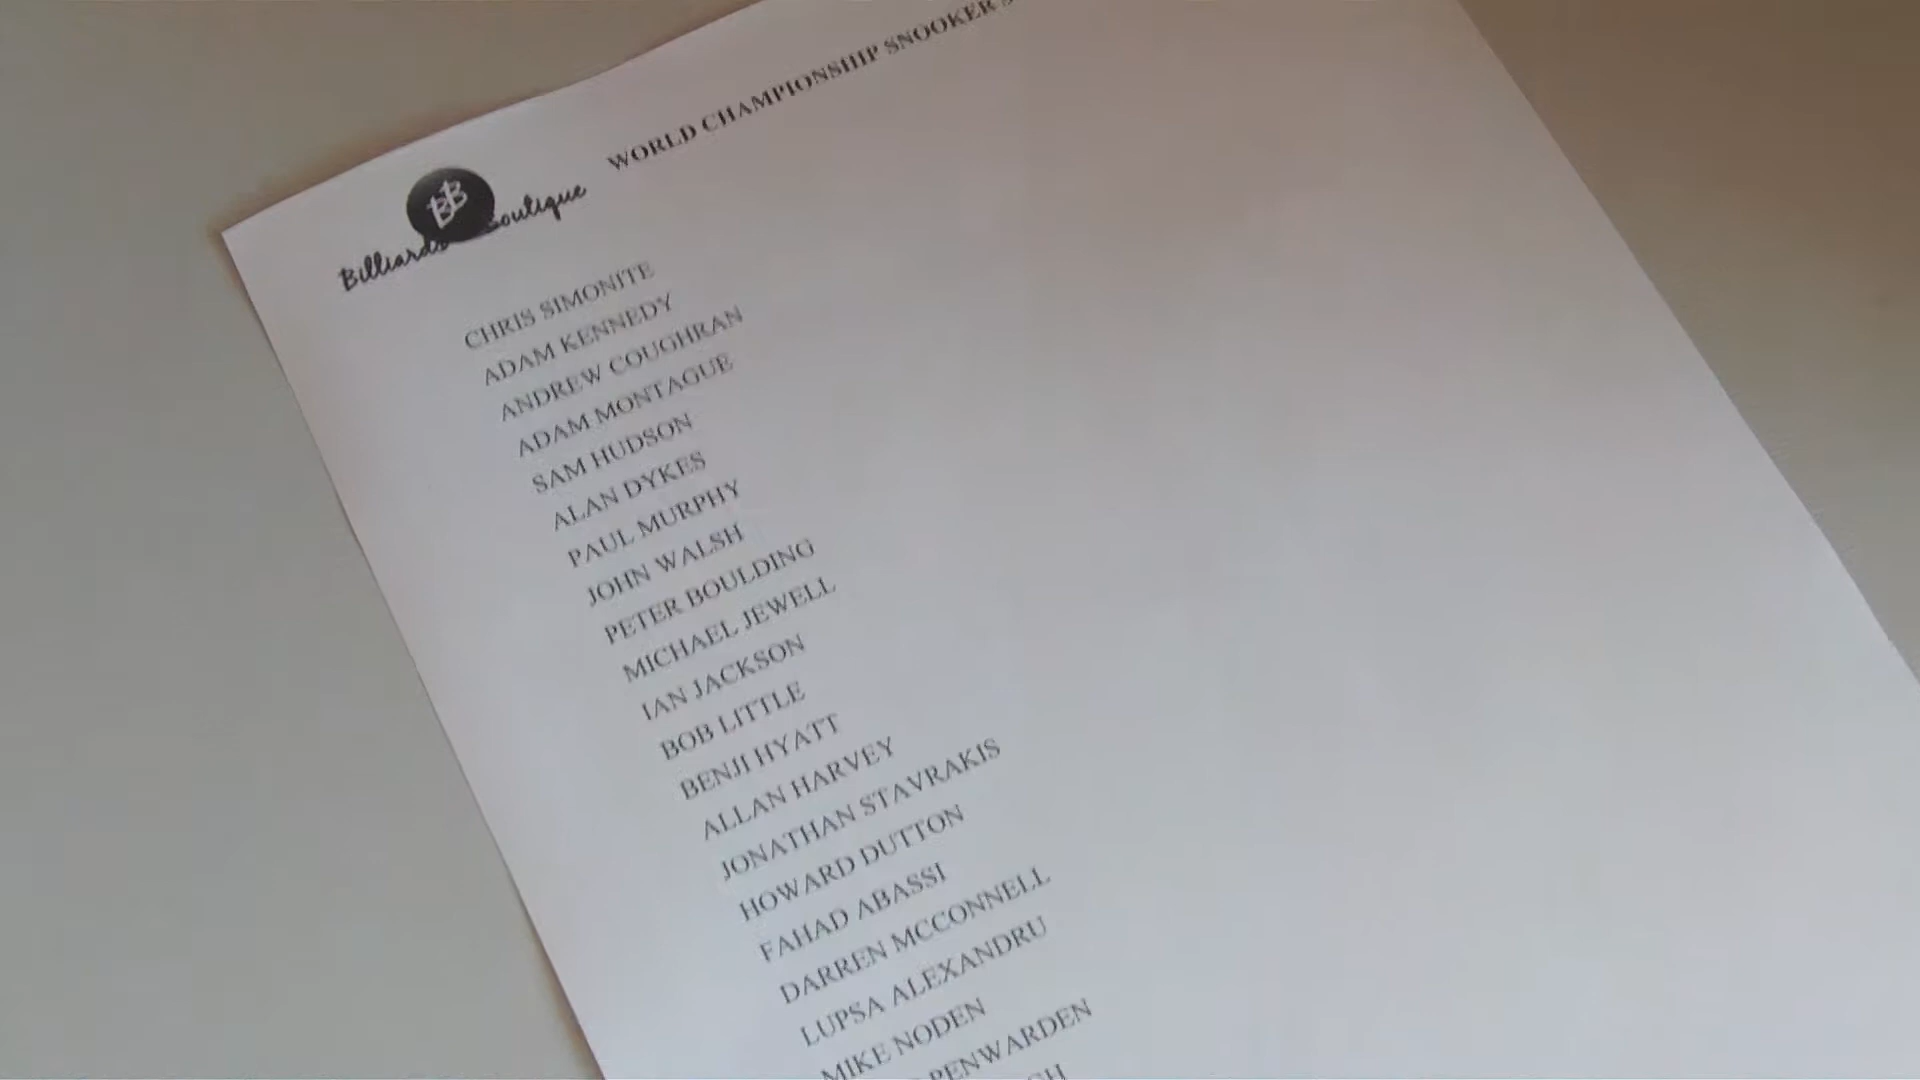 WORLD CHAMPIONSHIP SNOOKER
BB
Billiards Boutique
CHRIS SIMONITE
ADAM KENNEDY
ANDREW COUGHRAN
ADAM MONTAGUE
SAM HUDSON
ALAN DYKES
PAUL MURPHY
JOHN WALSH
PETER BOULDING
MICHAEL JEWELL
IAN JACKSON
BOB LITTLE
BENJI HYATT
ALLAN HARVEY
JONATHAN STAVRAKIS
HOWARD DUTTON
FAHAD ABASSI
DARREN MCCONNELL
LUPSA ALEXANDRU
MIKE NODEN
PENWARDEN